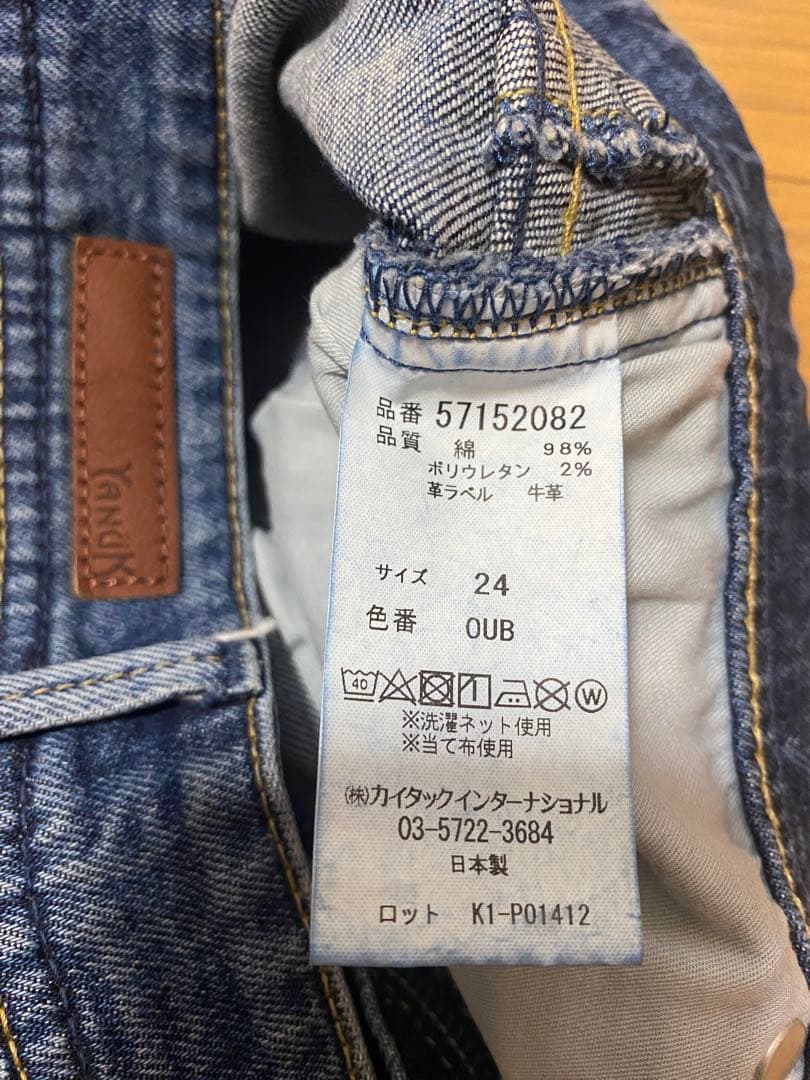 YANUK
品番 57152082
品質 綿 98%
ポリウレタン 2%
革ラベル 牛革
サイズ 24
色番 OUB
40 W
※洗濯ネット使用
※当て布使用
㈱カイタックインターナショナル
03-5722-3684
日本製
ロット K1-P01412